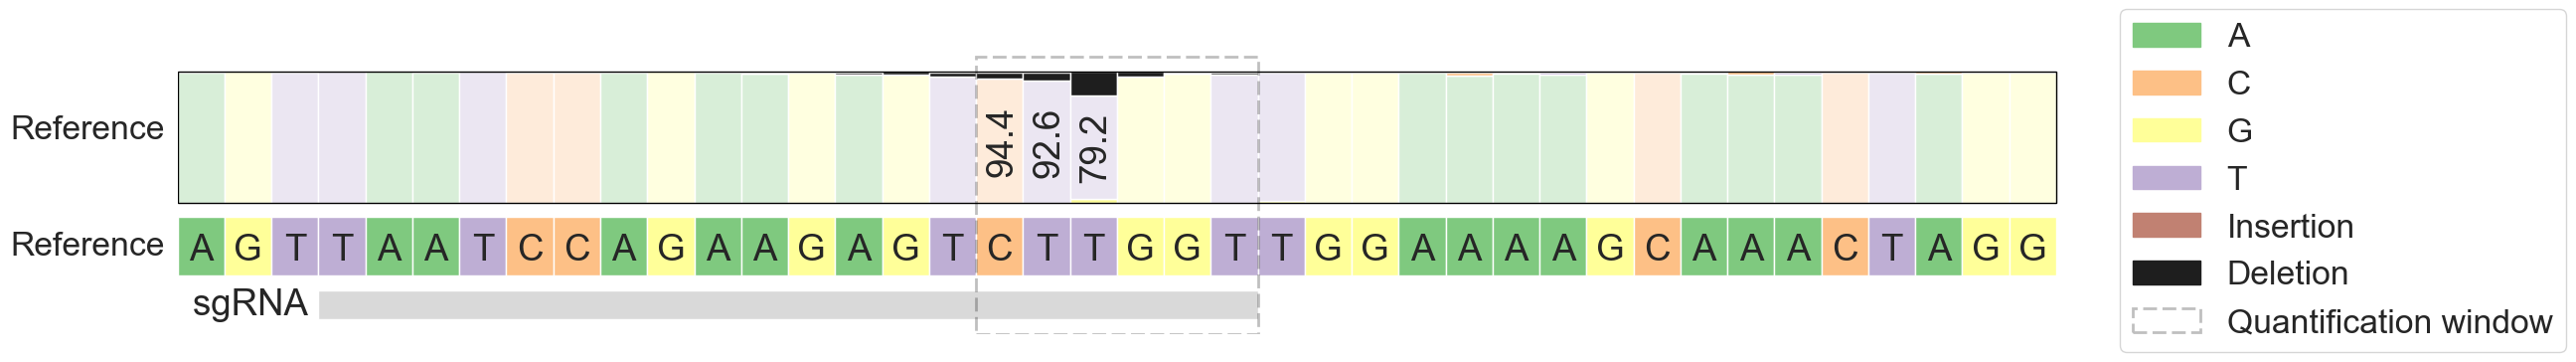 Reference
94.4 92.6 79.2
Reference A G T T A A T C C A G A A G A G T C T T G G T T G G A A A A G C A A A C T A G G
sgRNA
A
C
G
T
Insertion
Deletion
Quantification window